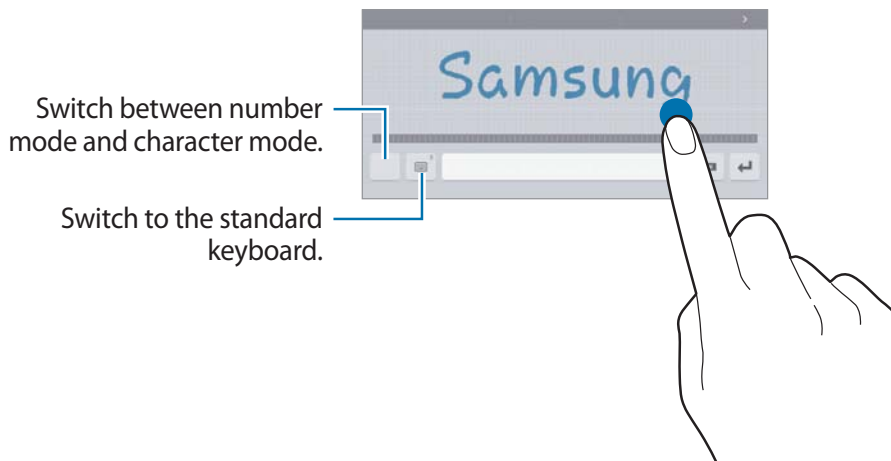 Samsung
Switch between number
mode and character mode.
Switch to the standard
keyboard.